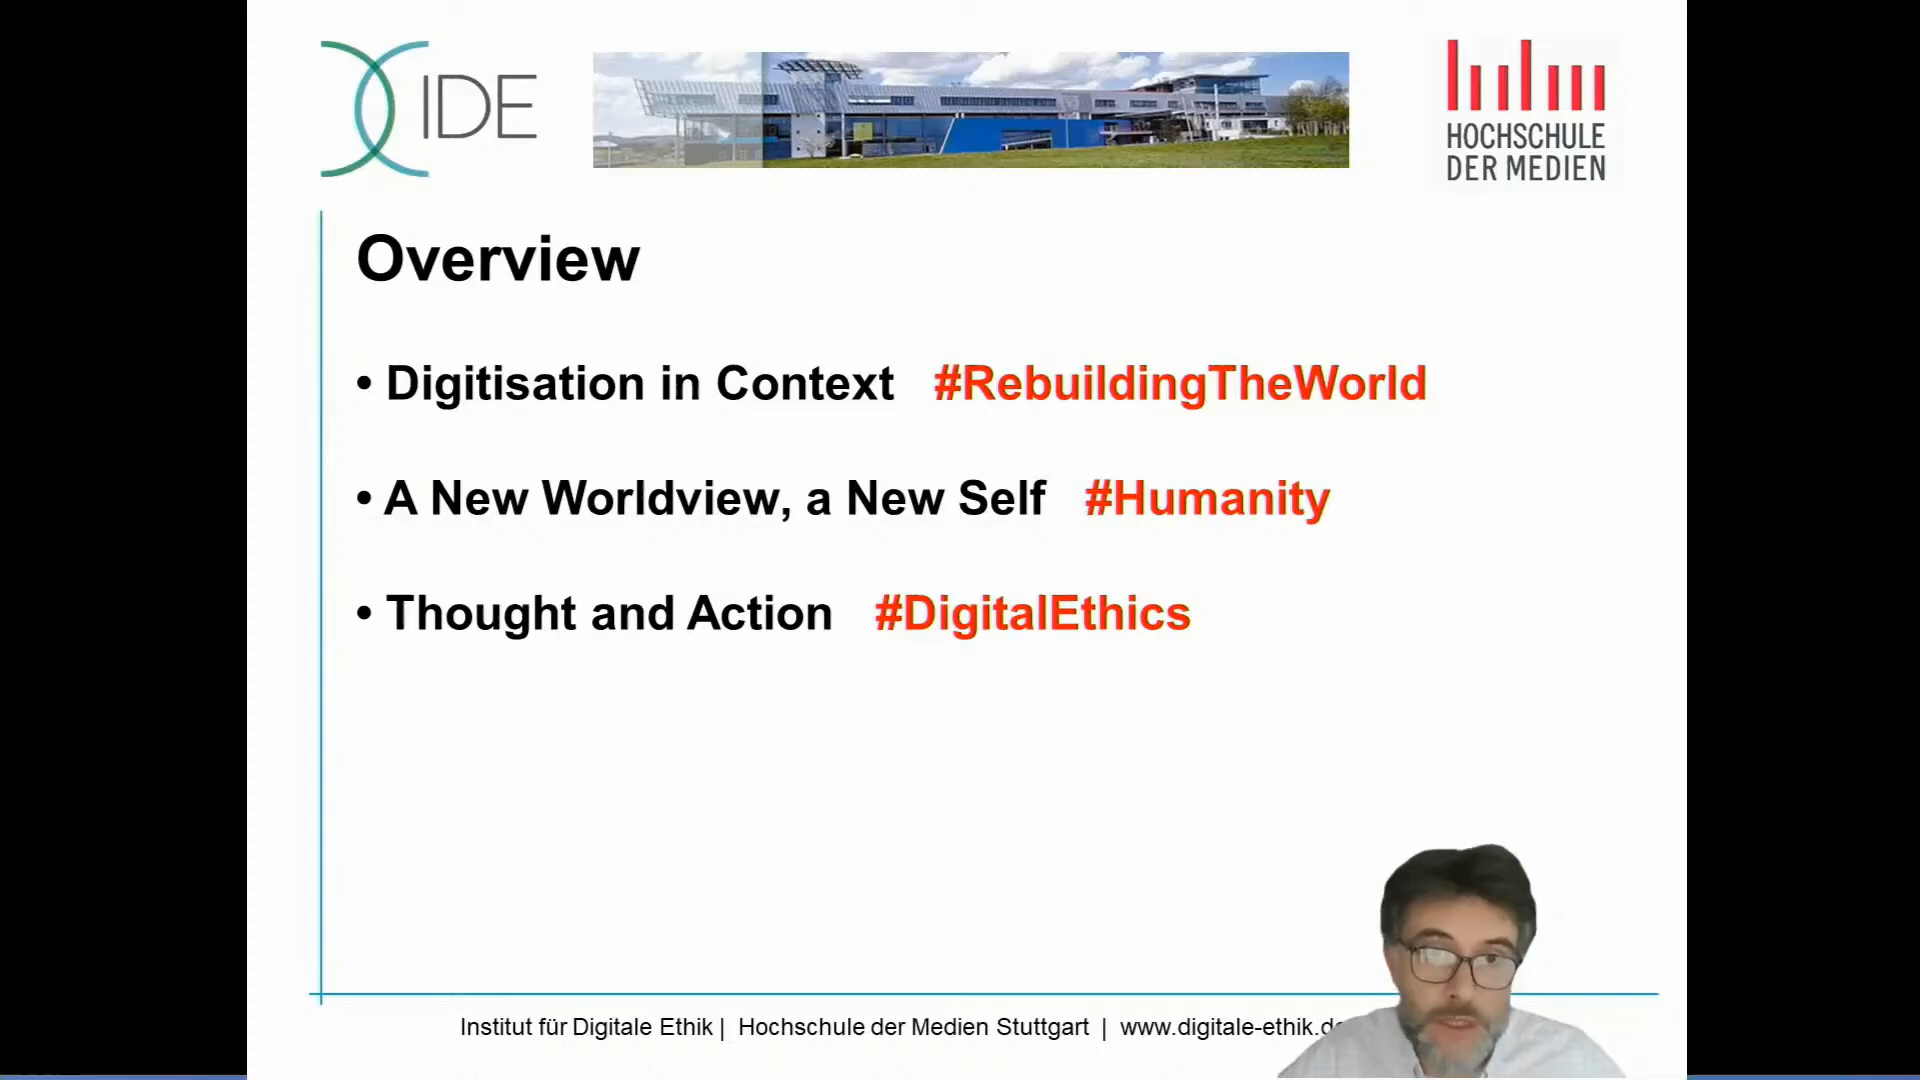 IDE
HOCHSCHULE
DER MEDIEN
Overview
• Digitisation in Context #RebuildingTheWorld
• A New Worldview, a New Self #Humanity
• Thought and Action #DigitalEthics
Institut für Digitale Ethik | Hochschule der Medien Stuttgart | www.digitale-ethik.de